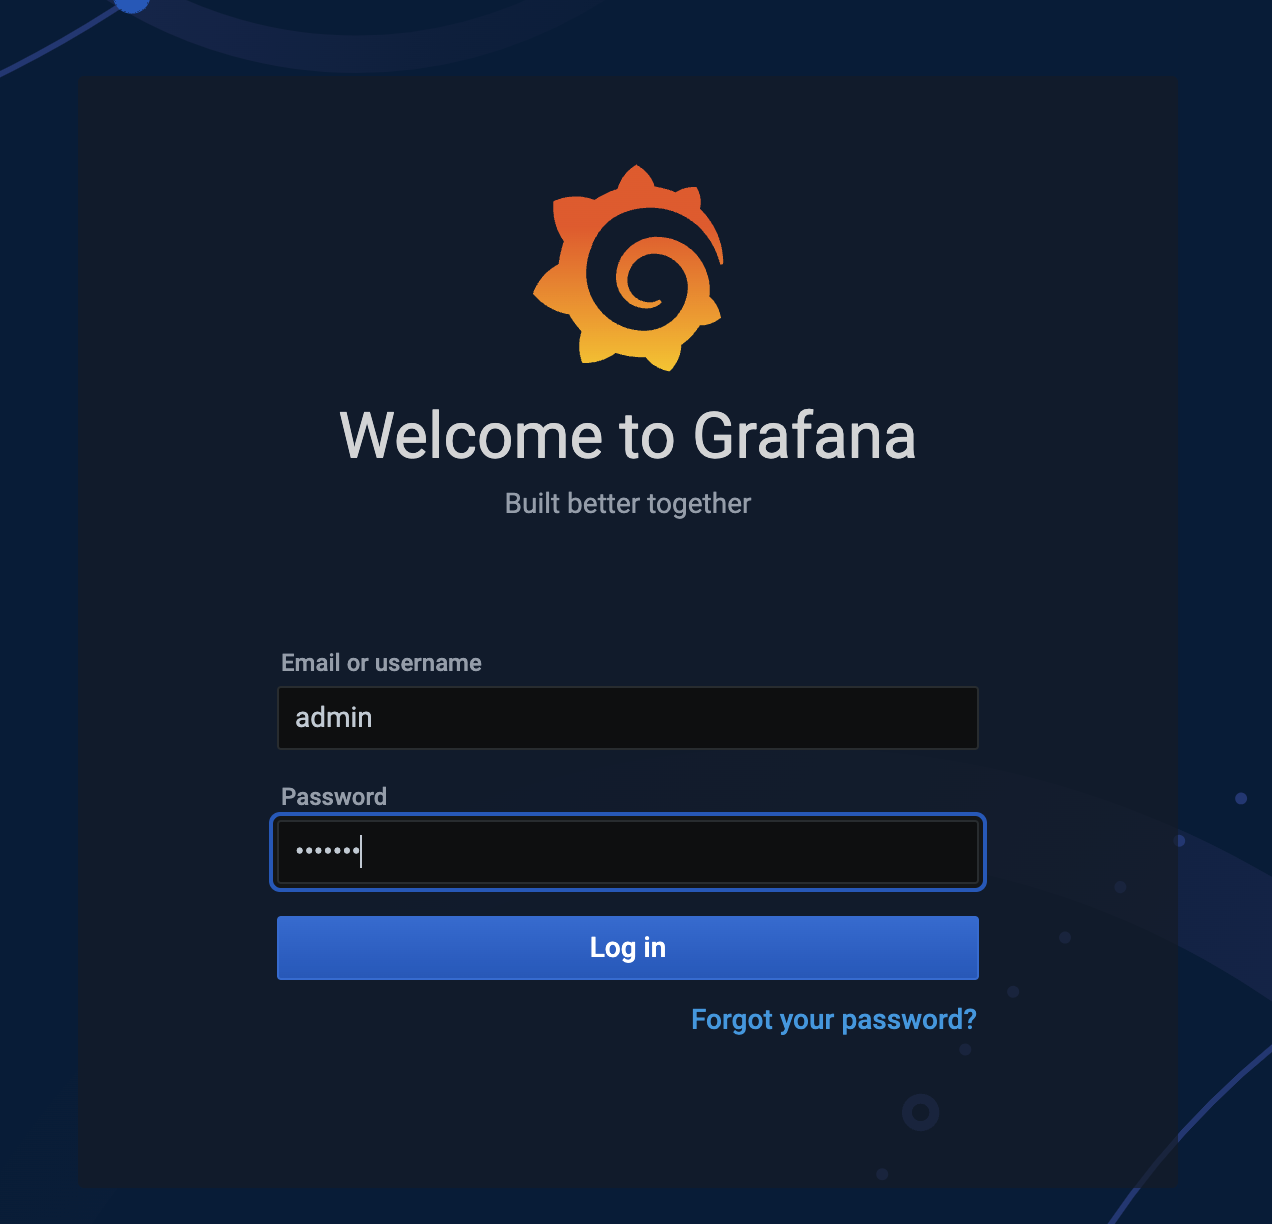 Welcome to Grafana
Built better together
Email or username
admin
Password
•••••••
Log in
Forgot your password?